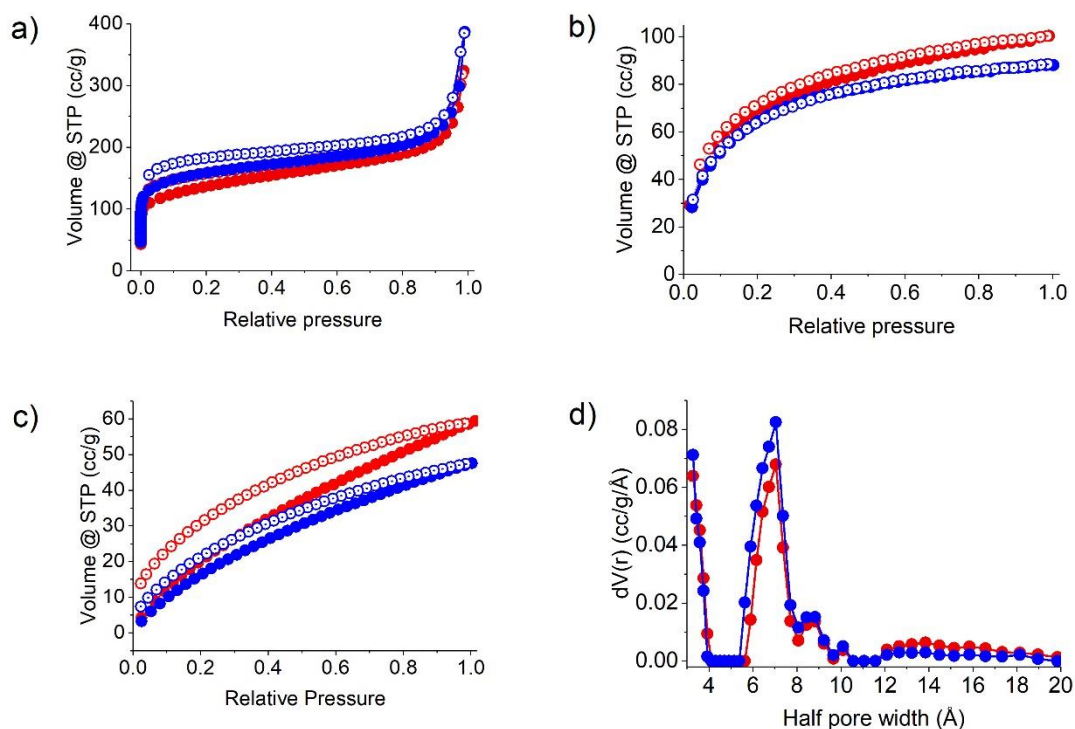 a)
Volume @ STP (cc/g)
400
300
200
100
0
0.0 0.2 0.4 0.6 0.8 1.0
Relative pressure
b)
Volume @ STP (cc/g)
100
80
60
40
20
0
0.0 0.2 0.4 0.6 0.8 1.0
Relative pressure
c)
Volume @ STP (cc/g)
60
50
40
30
20
10
0
0.0 0.2 0.4 0.6 0.8 1.0
Relative Pressure
d)
dV(r) (cc/g/Å)
0.08
0.06
0.04
0.02
0.00
4 6 8 10 12 14 16 18 20
Half pore width (Å)